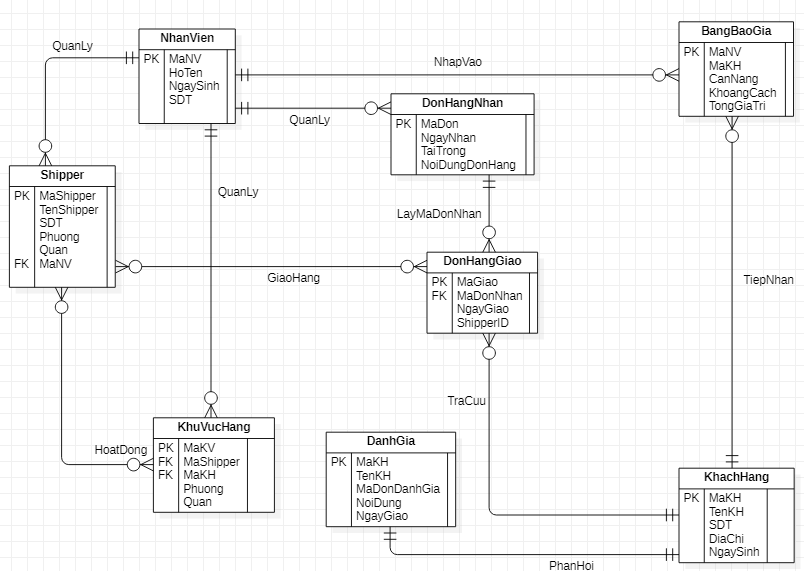 QuanLy
NhanVien
PK MaNV
HoTen
NgaySinh
SDT
NhapVao
BangBaoGia
PK MaNV
MaKH
CanNang
KhoangCach
TongGiaTri
QuanLy
DonHangNhan
PK MaDon
NgayNhan
TaiTrong
NoiDungDonHang
Shipper
PK MaShipper
TenShipper
SDT
Phuong
Quan
FK MaNV
QuanLy
LayMaDonNhan
GiaoHang
DonHangGiao
PK MaGiao
FK MaDonNhan
NgayGiao
ShipperID
TiepNhan
TraCuu
HoatDong
KhuVucHang
PK MaKV
FK MaShipper
FK MaKH
Phuong
Quan
DanhGia
PK MaKH
TenKH
MaDonDanhGia
NoiDung
NgayGiao
KhachHang
PK MaKH
TenKH
SDT
DiaChi
NgaySinh
PhanHoi